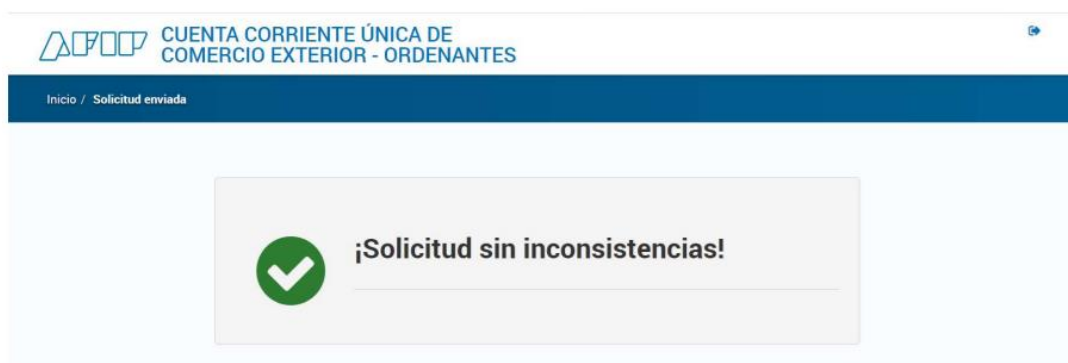 AFIP CUENTA CORRIENTE ÚNICA DE
COMERCIO EXTERIOR - ORDENANTES
Inicio / Solicitud enviada
¡Solicitud sin inconsistencias!